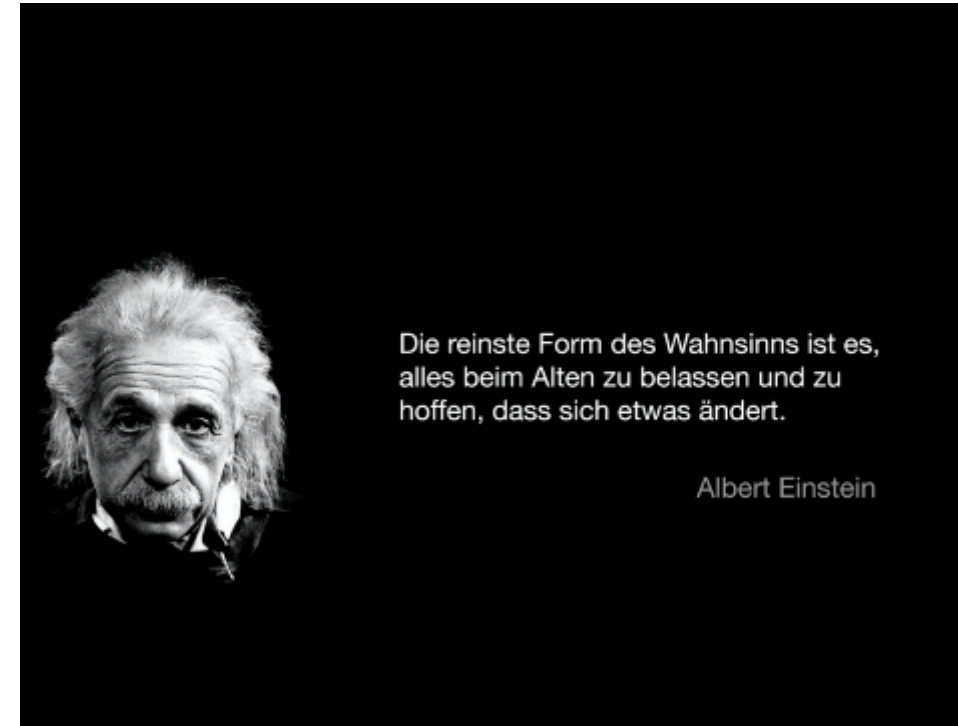 Die reinste Form des Wahnsinns ist es,
alles beim Alten zu belassen und zu
hoffen, dass sich etwas ändert.
Albert Einstein